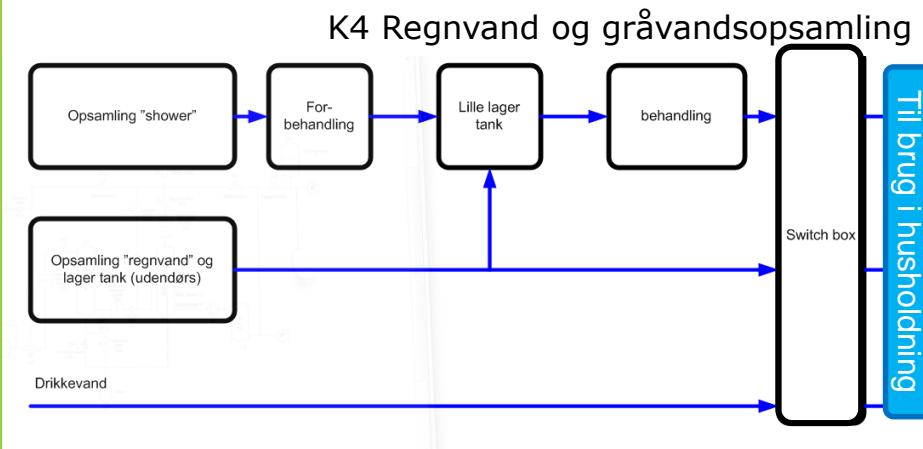 K4 Regnvand og gråvandsopsamling
Opsamling "shower"
For-
behandling
Lille lager
tank
behandling
Switch box
Til brug i husholdning
Opsamling "regnvand" og
lager tank (udendørs)
Drikkevand